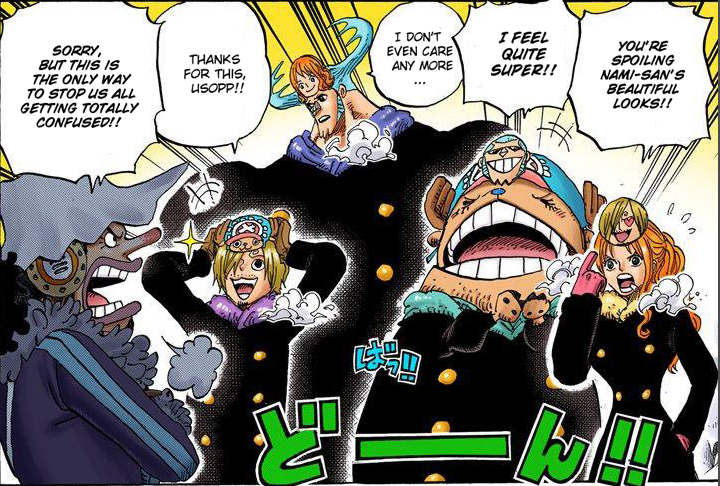 YOU'RE
SPOILING
NAMI-SAN'S
BEAUTIFUL
LOOKS!!
I FEEL
QUITE
SUPER!!
I DON'T
EVEN CARE
ANY MORE
...
THANKS
FOR THIS,
USOPP!!
SORRY,
BUT THIS IS
THE ONLY WAY
TO STOP US ALL
GETTING TOTALLY
CONFUSED!!
ばっ!!
どーん!!